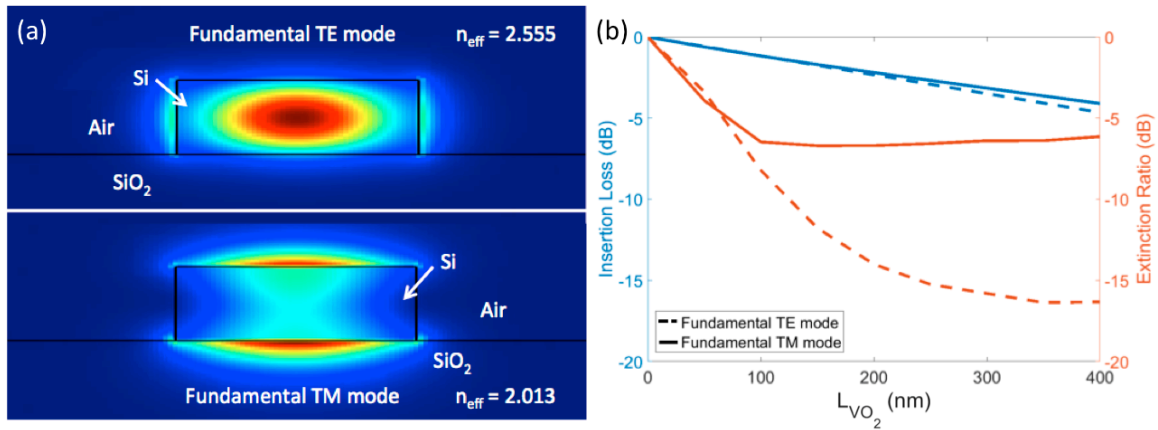 (a)
Fundamental TE mode
n_eff = 2.555
Si
Air
SiO₂
Si
Air
SiO₂
Fundamental TM mode
n_eff = 2.013
(b)
0
-5
-10
-15
-20
Insertion Loss (dB)
0
-5
-10
-15
-20
Extinction Ratio (dB)
Fundamental TE mode
Fundamental TM mode
0 100 200 300 400
L_VO₂ (nm)